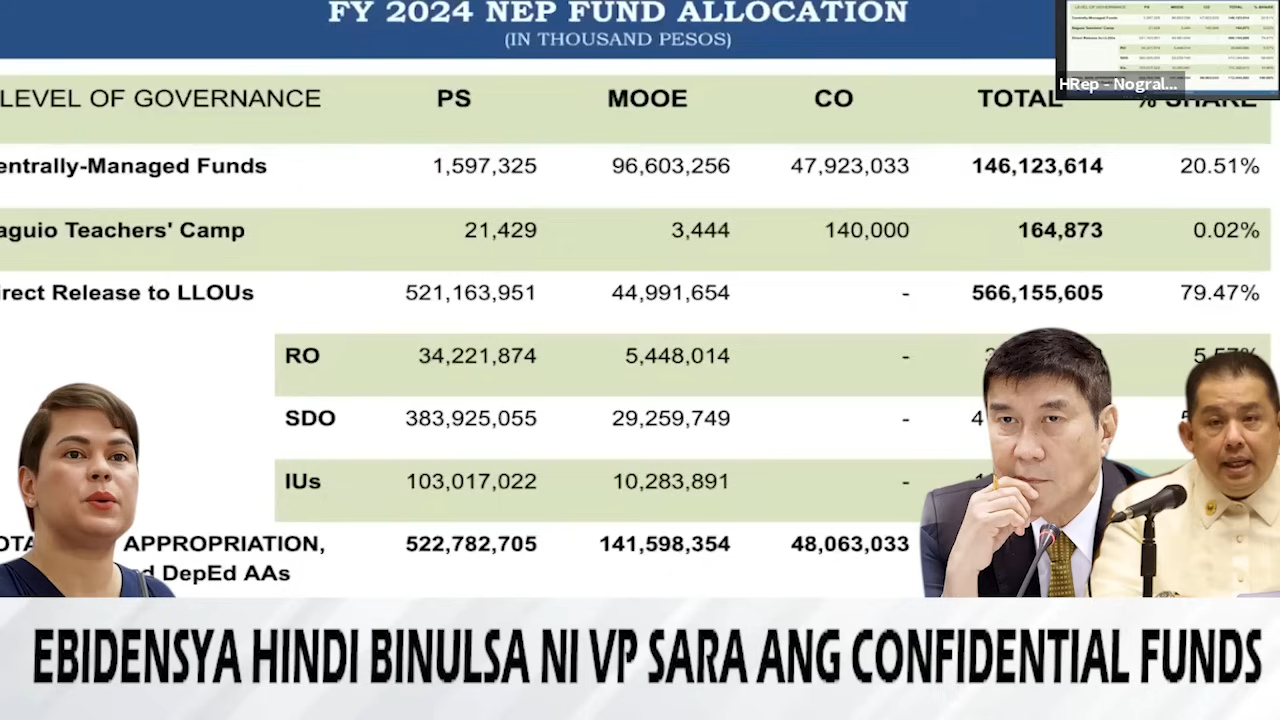 FY 2024 NEP FUND ALLOCATION
(IN THOUSAND PESOS)
HRep - Nogral...
LEVEL OF GOVERNANCE PS MOOE CO TOTAL % SHARE
entrally-Managed Funds 1,597,325 96,603,256 47,923,033 146,123,614 20.51%
aguio Teachers' Camp 21,429 3,444 140,000 164,873 0.02%
irect Release to LLOUs 521,163,951 44,991,654 - 566,155,605 79.47%
RO 34,221,874 5,448,014 -
SDO 383,925,055 29,259,749 - 4
IUs 103,017,022 10,283,891 -
APPROPRIATION, 522,782,705 141,598,354 48,063,033
DepEd AAs
EBIDENSYA HINDI BINULSA NI VP SARA ANG CONFIDENTIAL FUNDS